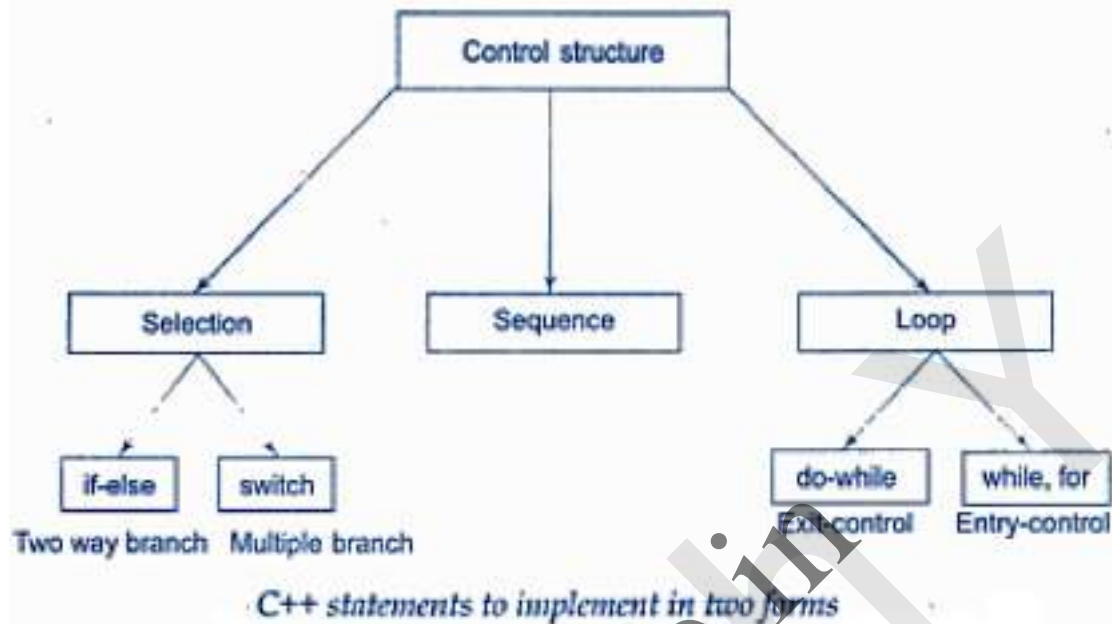 Control structure
Selection
Sequence
Loop
if-else
switch
do-while
while, for
Two way branch
Multiple branch
Exit-control
Entry-control
C++ statements to implement in two forms
in
Y